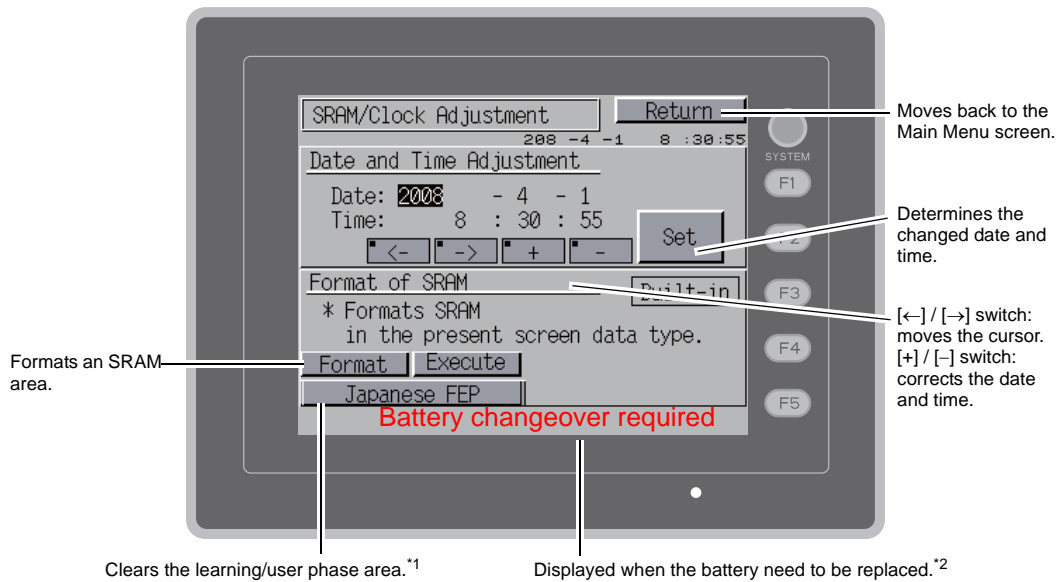 SRAM/Clock Adjustment
Return
208 -4 -1 8 :30:55
Date and Time Adjustment
Date: 2008 - 4 - 1
Time: 8 : 30 : 55
<- -> + -
Set
Format of SRAM
Built-in
* Formats SRAM
in the present screen data type.
Format Execute
Japanese FEP
Battery changeover required
SYSTEM
F1
F2
F3
F4
F5
Moves back to the
Main Menu screen.
Determines the
changed date and
time.
[←] / [→] switch:
moves the cursor.
[+] / [–] switch:
corrects the date
and time.
Formats an SRAM
area.
Clears the learning/user phase area.*1
Displayed when the battery need to be replaced.*2